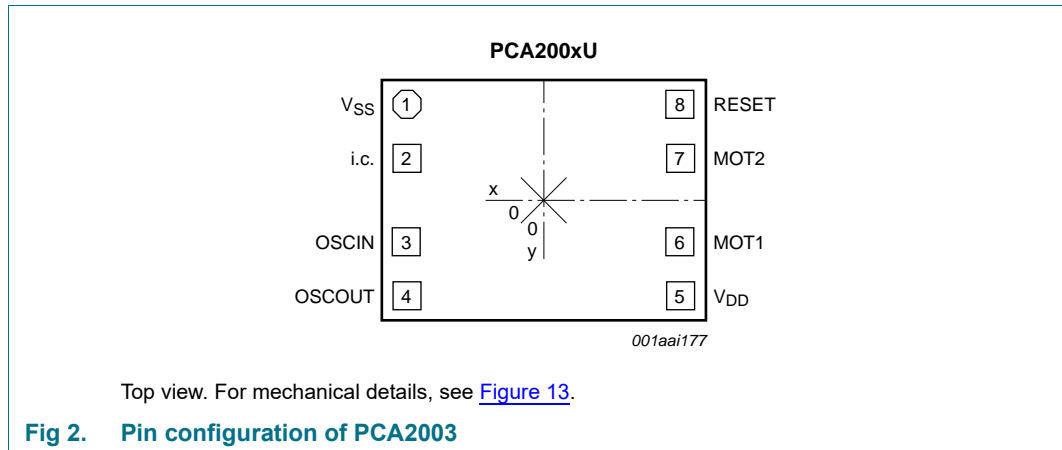 PCA200xU
VSS 1 8 RESET
i.c. 2 7 MOT2
x
0
0
y
OSCIN 3 6 MOT1
OSCOUT 4 5 VDD
001aai177
Top view. For mechanical details, see Figure 13.
Fig 2. Pin configuration of PCA2003